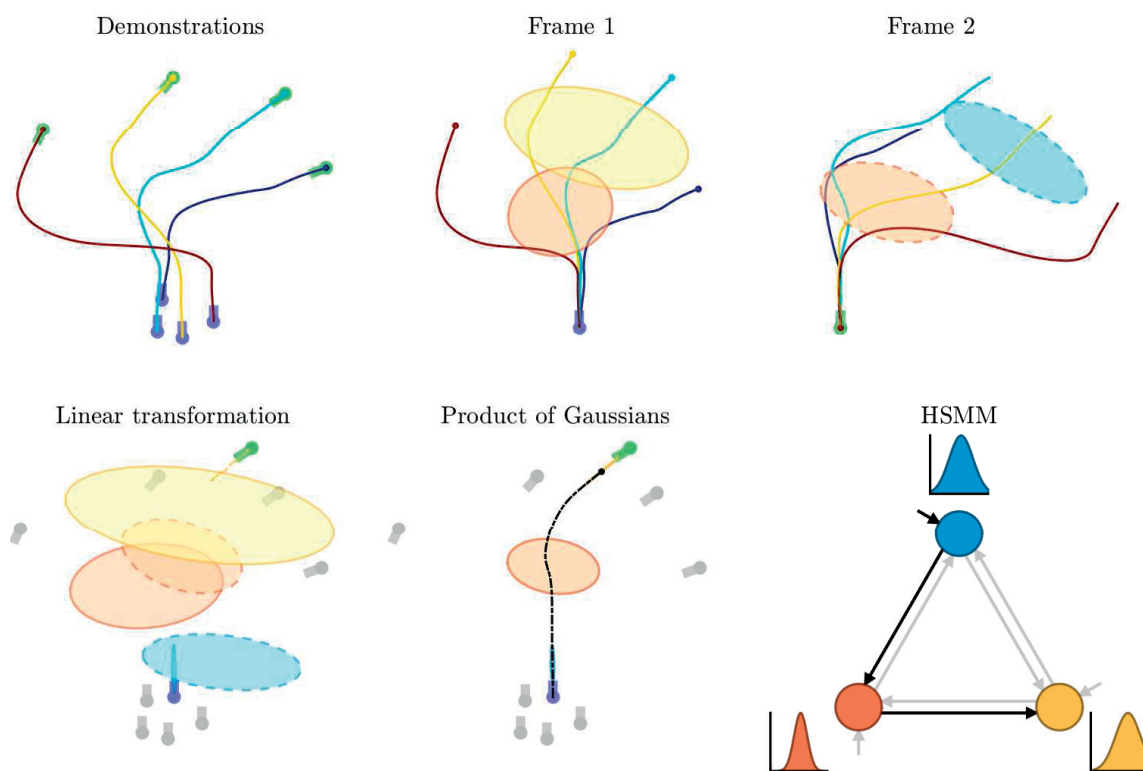 Demonstrations
Frame 1
Frame 2
Linear transformation
Product of Gaussians
HSMM